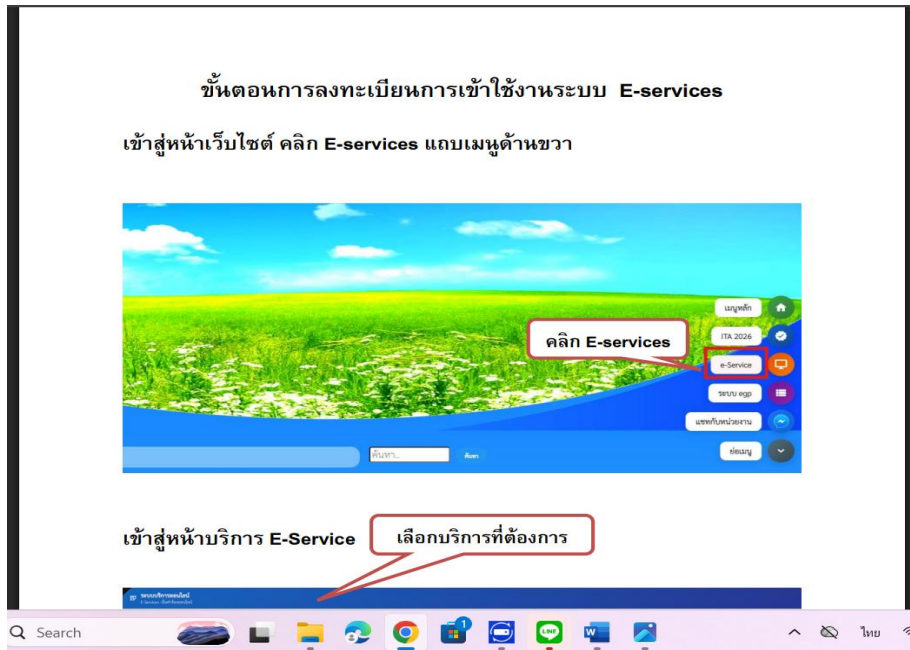 ขั้นตอนการลงทะเบียนการเข้าใช้งานระบบ E-services
เข้าสู่หน้าเว็บไซต์ คลิก E-services แถบเมนูด้านขวา
เมนูหลัก
ITA 2026
คลิก E-services
e-Service
ระบบ egp
แชทกับหน่วยงาน
ย่อเมนู
ค้นหา..
ค้นหา
เข้าสู่หน้าบริการ E-Service
เลือกบริการที่ต้องการ
ระบบบริการออนไลน์
Search
1
LINE
W
ไทย